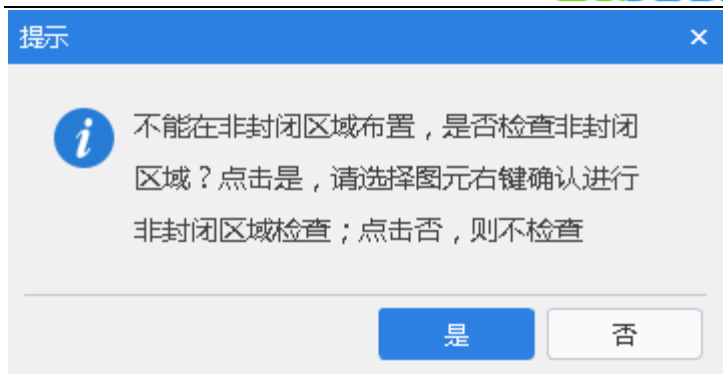 提示
不能在非封闭区域布置，是否检查非封闭
区域？点击是，请选择图元右键确认进行
非封闭区域检查；点击否，则不检查
是
否